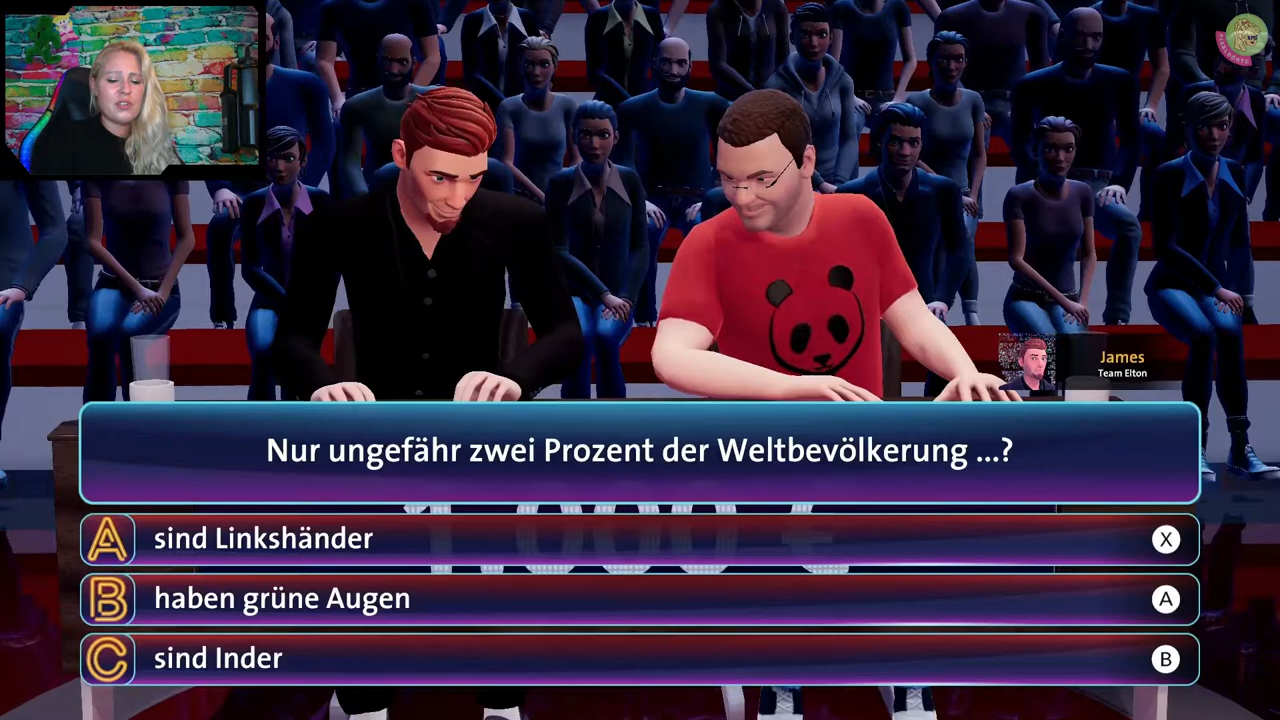 James
Team Elton
Nur ungefähr zwei Prozent der Weltbevölkerung ...?
A sind Linkshänder X
B haben grüne Augen A
C sind Inder B